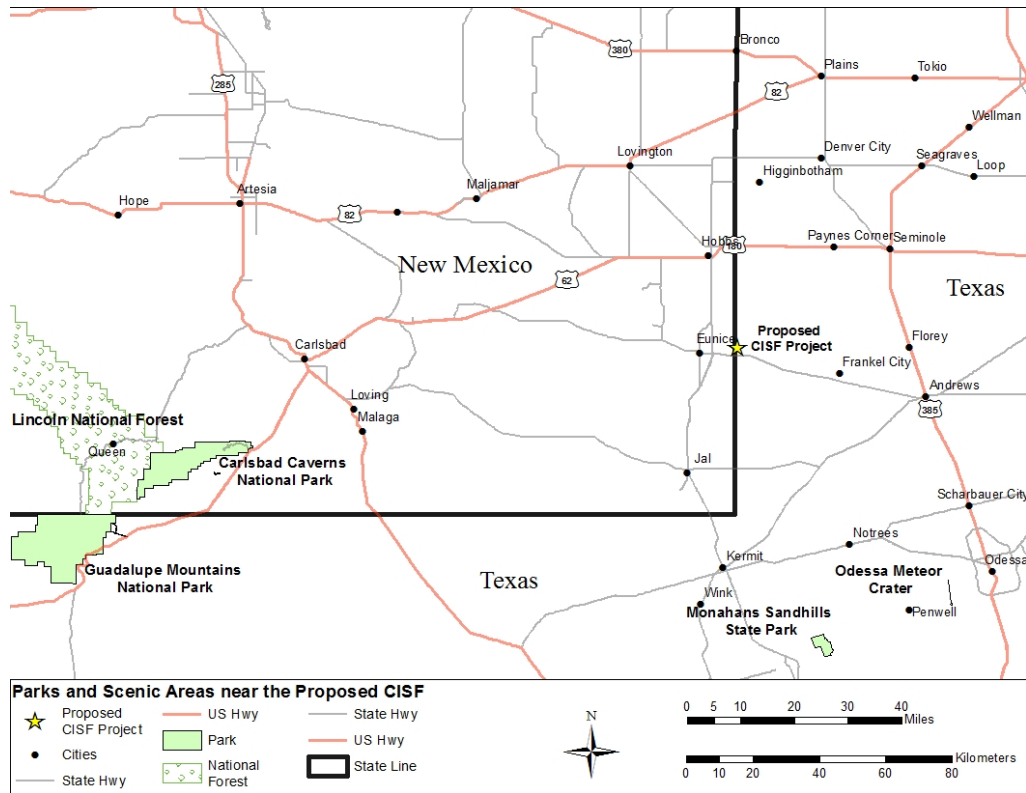 Bronco
380
Plains
Tokio
285
82
Wellman
Lovington
Denver City
Seagraves
Higginbotham
Loop
Artesia
Maljamar
Hope
82
Hobbs
180
Paynes Corner
Seminole
New Mexico
62
Texas
Proposed
CISF Project
Eunice
Florey
Carlsbad
Frankel City
Andrews
385
Loving
Malaga
Lincoln National Forest
Queen
Carlsbad Caverns
National Park
Jal
Scharbauer City
Notrees
Guadalupe Mountains
National Park
Texas
Kermit
Odessa Meteor
Crater
Odessa
Wink
Monahans Sandhills
State Park
Penwell
Parks and Scenic Areas near the Proposed CISF
Proposed
CISF Project
Cities
State Hwy
US Hwy
Park
National
Forest
State Hwy
US Hwy
State Line
N
0 5 10 20 30 40
Miles
Kilometers
0 10 20 40 60 80